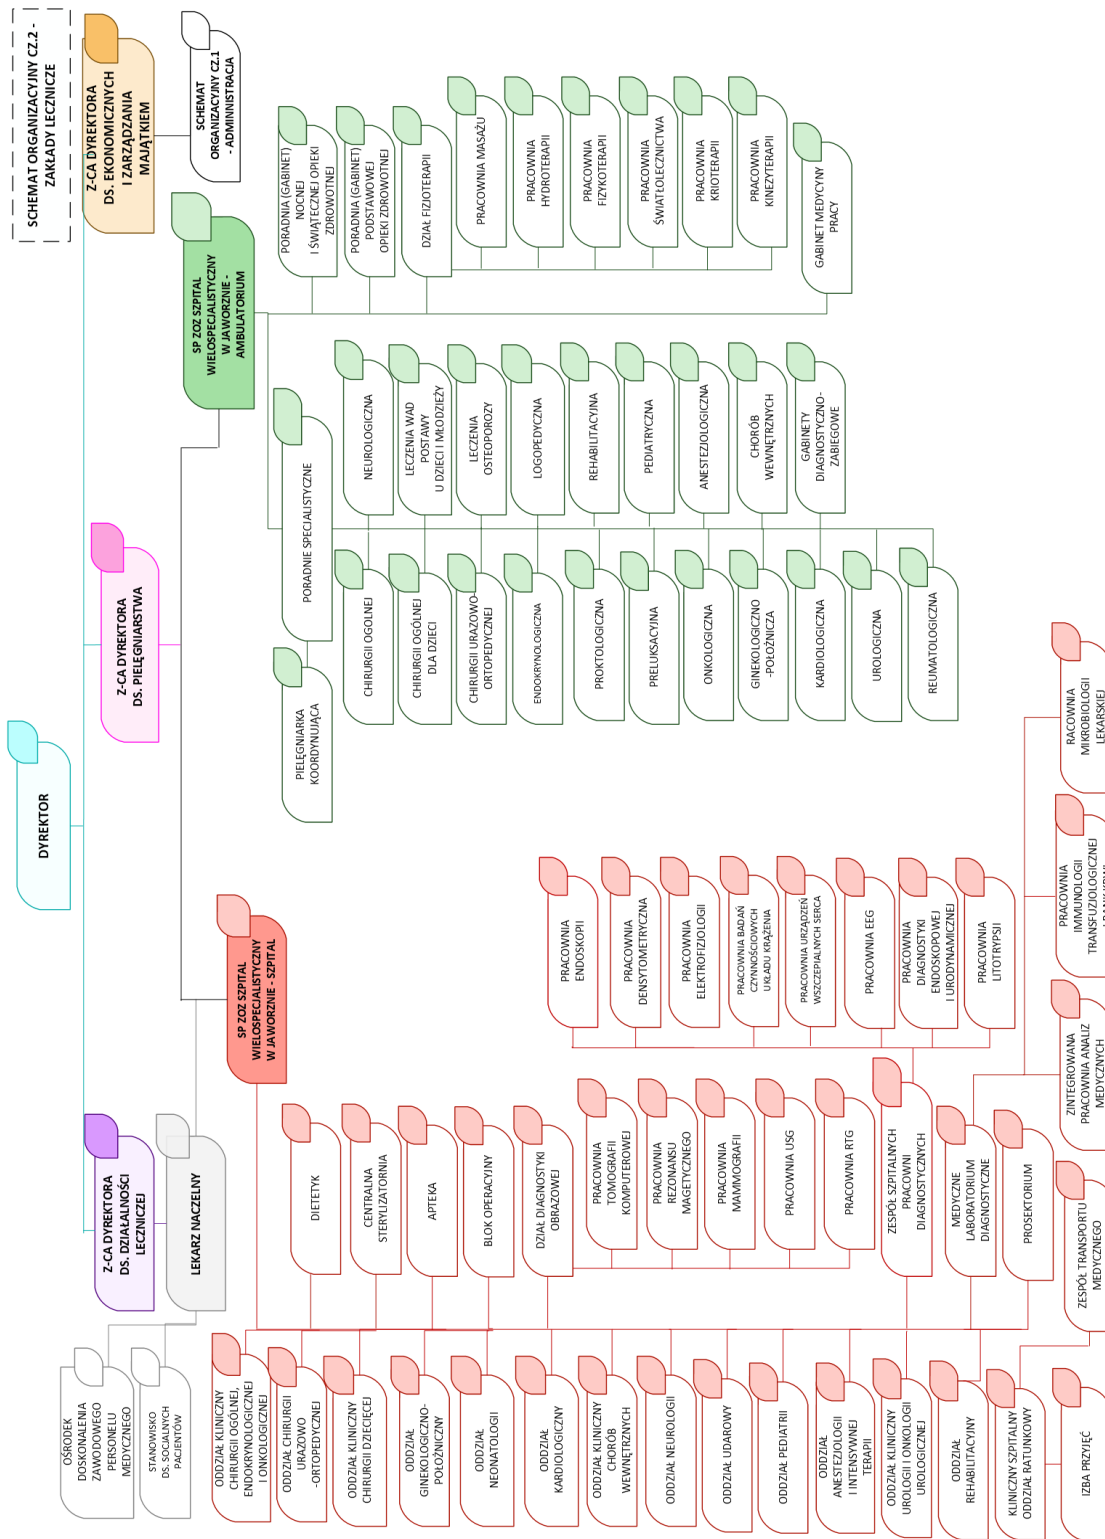 SCHEMAT ORGANIZACYJNY CZ.2 -
ZAKŁADY LECZNICZE
DYREKTOR
Z-CA DYREKTORA
DS. DZIAŁALNOŚCI
LECZNICZEJ
Z-CA DYREKTORA
DS. PIELĘGNIARSTWA
Z-CA DYREKTORA
DS. EKONOMICZNYCH
I ZARZĄDZANIA
MAJĄTKIEM
SCHEMAT
ORGANIZACYJNY CZ.1
- ADMINISTRACJA
LEKARZ NACZELNY
OŚRODEK
DOSKONALENIA
ZAWODOWEGO
PERSONELU
MEDYCZNEGO
STANOWISKO
DS. SOCJALNYCH
PACJENTÓW
SP ZOZ SZPITAL
WIELOSPECJALISTYCZNY
W JAWORZNIE - SZPITAL
SP ZOZ SZPITAL
WIELOSPECJALISTYCZNY
W JAWORZNIE -
AMBULATORIUM
ODDZIAŁ KLINICZNY
CHIRURGII OGÓLNEJ,
ENDOKRYNOLOGICZNEJ
I ONKOLOGICZNEJ
ODDZIAŁ CHIRURGII
URAZOWO
-ORTOPEDYCZNEJ
ODDZIAŁ KLINICZNY
CHIRURGII DZIECIĘCEJ
ODDZIAŁ
GINEKOLOGICZNO-
POŁOŻNICZY
ODDZIAŁ
NEONATOLOGII
ODDZIAŁ
KARDIOLOGICZNY
ODDZIAŁ KLINICZNY
CHORÓB
WEWNĘTRZNYCH
ODDZIAŁ NEUROLOGII
ODDZIAŁ UDAROWY
ODDZIAŁ PEDIATRII
ODDZIAŁ
ANESTEZJOLOGII
I INTENSYWNEJ
TERAPII
ODDZIAŁ KLINICZNY
UROLOGII I ONKOLOGII
UROLOGICZNEJ
ODDZIAŁ
REHABILITACYJNY
KLINICZNY SZPITALNY
ODDZIAŁ RATUNKOWY
IZBA PRZYJĘĆ
ZESPÓŁ TRANSPORTU
MEDYCZNEGO
DIETETYK
CENTRALNA
STERYLIZATORNIA
APTEKA
BLOK OPERACYJNY
DZIAŁ DIAGNOSTYKI
OBRAZOWEJ
PRACOWNIA
TOMOGRAFII
KOMPUTEROWEJ
PRACOWNIA
REZONANSU
MAGETYCZNEGO
PRACOWNIA
MAMMOGRAFII
PRACOWNIA USG
PRACOWNIA RTG
ZESPÓŁ SZPITALNYCH
PRACOWNI
DIAGNOSTYCZNYCH
MEDYCZNE
LABORATORIUM
DIAGNOSTYCZNE
PROSEKTORIUM
PRACOWNIA
ENDOSKOPII
PRACOWNIA
DENSYTOMETRYCZNA
PRACOWNIA
ELEKTROFIZJOLOGII
PRACOWNIA BADAŃ
CZYNNOŚCIOWYCH
UKŁADU KRĄŻENIA
PRACOWNIA URZĄDZEŃ
WSZCZEPIALNYCH SERCA
PRACOWNIA EEG
PRACOWNIA
DIAGNOSTYKI
ENDOSKOPOWEJ
I URODYNAMICZNEJ
PRACOWNIA
LITOTRYPSJI
ZINTEGROWANA
PRACOWNIA ANALIZ
MEDYCZNYCH
PRACOWNIA
IMMUNOLOGII
TRANSFUZJOLOGICZNEJ
RACOWNIA
MIKROBIOLOGII
LEKARSKIEJ
PIELĘGNIARKA
KOORDYNUJĄCA
PORADNIE SPECJALISTYCZNE
CHIRURGII OGOLNEJ
CHIRURGII OGÓLNEJ
DLA DZIECI
CHIRURGII URAZOWO-
ORTOPEDYCZNEJ
ENDOKRYNOLOGICZNA
PROKTOLOGICZNA
PRELUKSACYJNA
ONKOLOGICZNA
GINEKOLOGICZNO
-POŁOŻNICZA
KARDIOLOGICZNA
UROLOGICZNA
REUMATOLOGICZNA
NEUROLOGICZNA
LECZENIA WAD
POSTAWY
U DZIECI I MŁODZIEŻY
LECZENIA
OSTEOPOROZY
LOGOPEDYCZNA
REHABILITACYJNA
PEDIATRYCZNA
ANESTEZJOLOGICZNA
CHORÓB
WEWNĘTRZNYCH
GABINETY
DIAGNOSTYCZNO-
ZABIEGOWE
PORADNIA (GABINET)
NOCNEJ
I ŚWIĄTECZNEJ OPIEKI
ZDROWOTNEJ
PORADNIA (GABINET)
PODSTAWOWEJ
OPIEKI ZDROWOTNEJ
DZIAŁ FIZJOTERAPII
PRACOWNIA MASAŻU
PRACOWNIA
HYDROTERAPII
PRACOWNIA
FIZYKOTERAPII
PRACOWNIA
ŚWIATŁOLECZNICTWA
PRACOWNIA
KRIOTERAPII
PRACOWNIA
KINEZYTERAPII
GABINET MEDYCYNY
PRACY